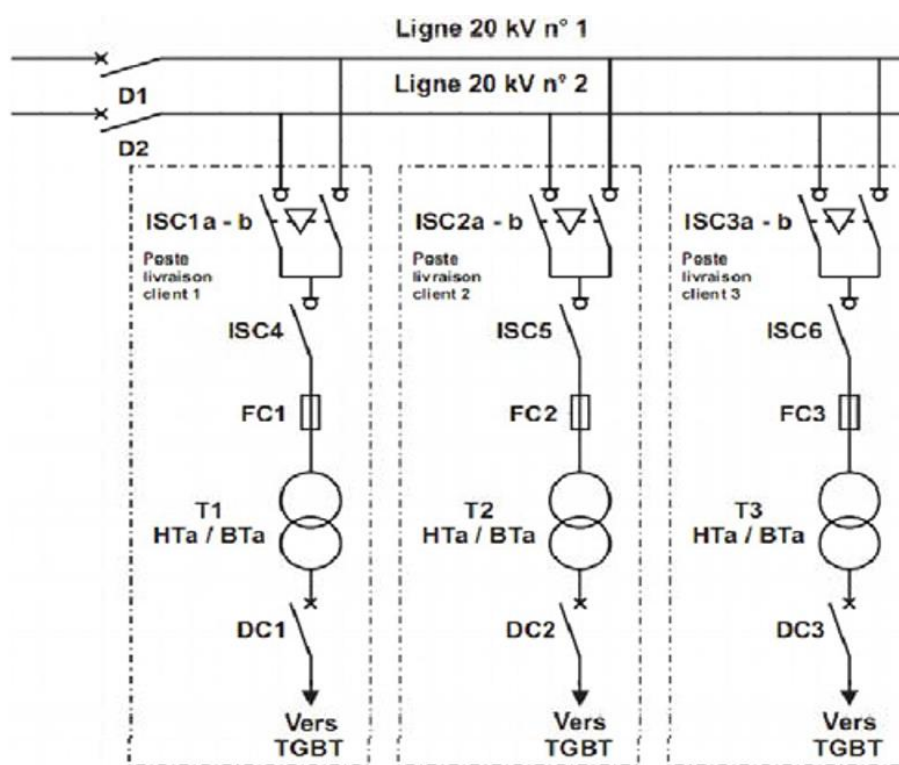 Ligne 20 kV n° 1
Ligne 20 kV n° 2
D1
D2
ISC1a - b
Poste
livraison
client 1
ISC4
FC1
T1
HTa / BTa
DC1
Vers
TGBT
ISC2a - b
Poste
livraison
client 2
ISC5
FC2
T2
HTa / BTa
DC2
Vers
TGBT
ISC3a - b
Poste
livraison
client 3
ISC6
FC3
T3
HTa / BTa
DC3
Vers
TGBT